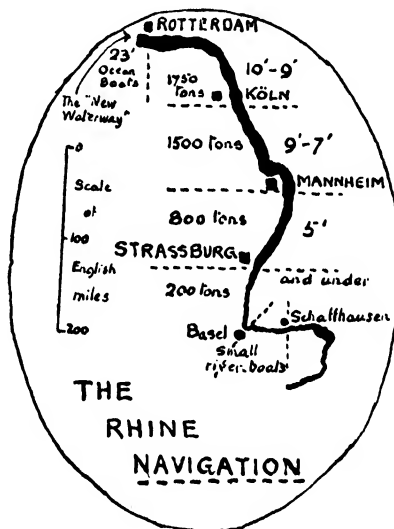 ROTTERDAM
23'
Ocean
Boats
The "New
Waterway"
1750
tons
10'-9'
KÖLN
1500 tons
9'-7'
MANNHEIM
800 tons
5'
STRASSBURG
200 tons
and under
Basel
Schaffhausen
small
river boats
0
Scale
of
100
English
miles
200
THE
RHINE
NAVIGATION